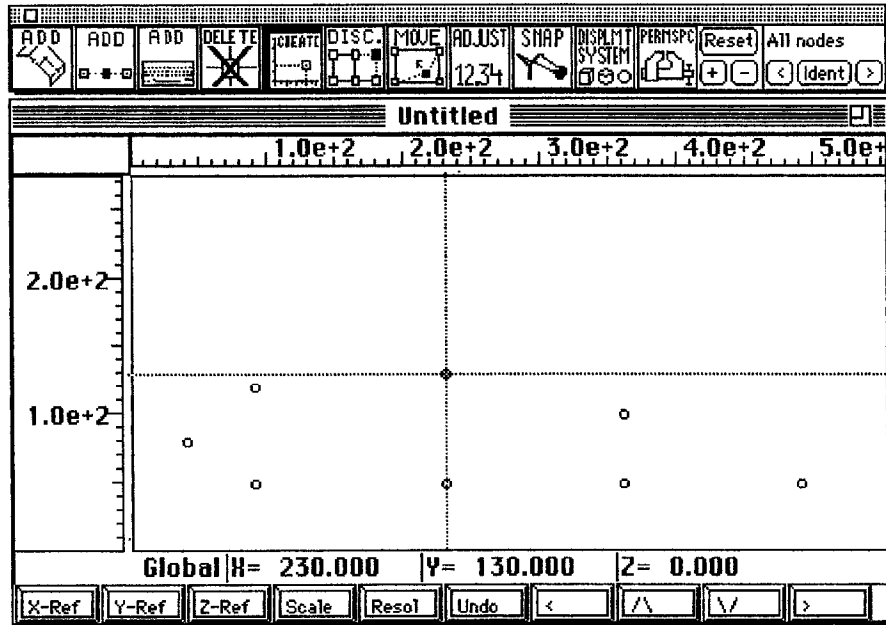 ADD ADD ADD DELETE CREATE DISC. MOVE ADJUST SNAP DISPLMT PERMSPC Reset All nodes
SYSTEM
12.34 + - < Ident >
Untitled
1.0e+2 2.0e+2 3.0e+2 4.0e+2 5.0e+
2.0e+2
1.0e+2
Global X= 230.000 Y= 130.000 Z= 0.000
X-Ref Y-Ref Z-Ref Scale Resol Undo < /\ \/ >